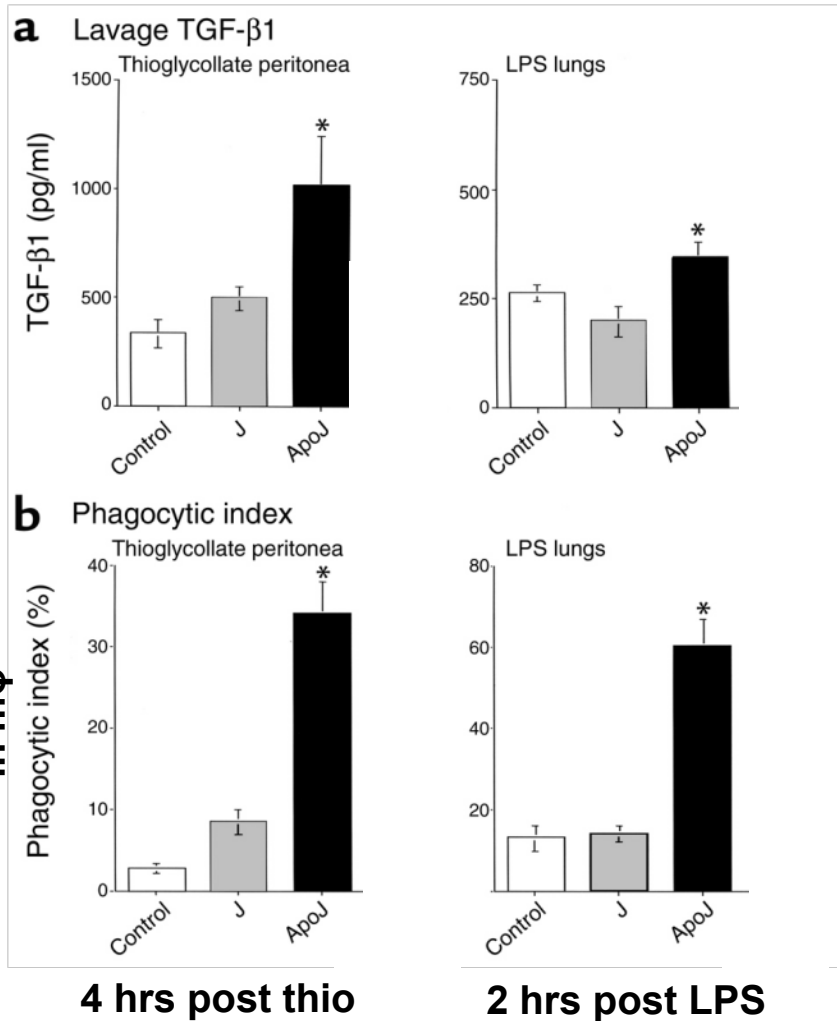 a Lavage TGF-β1
Thioglycollate peritonea
LPS lungs
TGF-β1 (pg/ml)
1500
1000
500
0
Control
J
ApoJ
*
750
500
250
0
Control
J
ApoJ
*
b Phagocytic index
Thioglycollate peritonea
LPS lungs
Phagocytic index (%)
40
30
20
10
0
Control
J
ApoJ
*
80
60
40
20
Control
J
ApoJ
*
4 hrs post thio
2 hrs post LPS